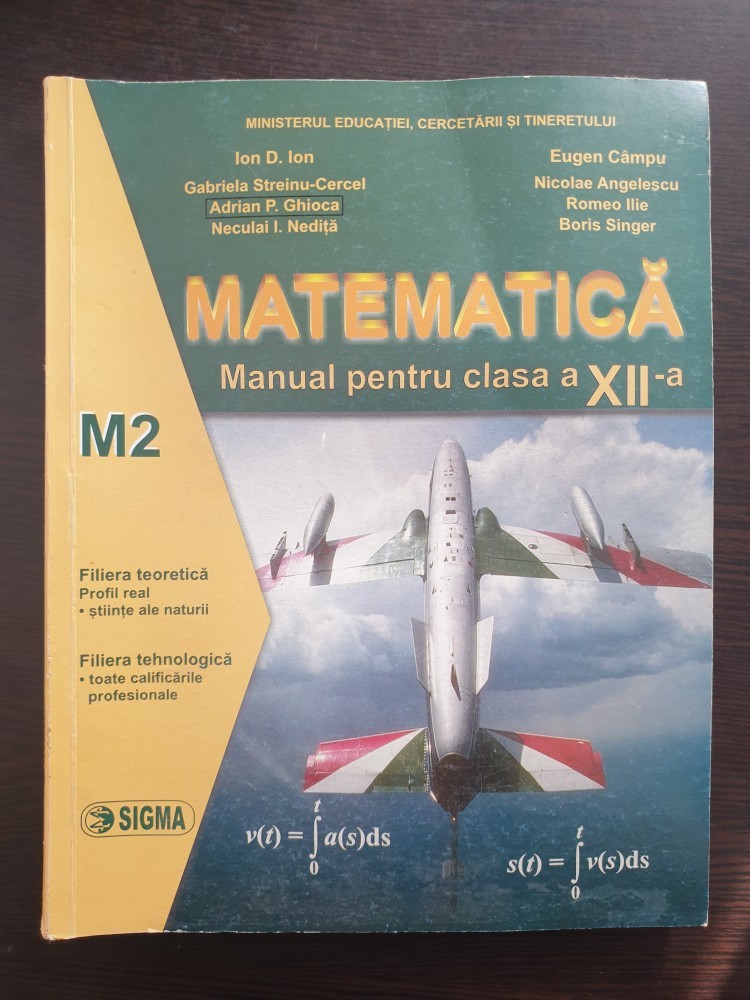 MINISTERUL EDUCAȚIEI, CERCETĂRII ȘI TINERETULUI
Ion D. Ion
Gabriela Streinu-Cercel
Adrian P. Ghioca
Neculai I. Nediță
Eugen Câmpu
Nicolae Angelescu
Romeo Ilie
Boris Singer
MATEMATICĂ
Manual pentru clasa a XII-a
M2
Filiera teoretică
Profil real
• științe ale naturii
Filiera tehnologică
• toate calificările
profesionale
SIGMA
v(t) = ∫₀ᵗ a(s)ds
s(t) = ∫₀ᵗ v(s)ds